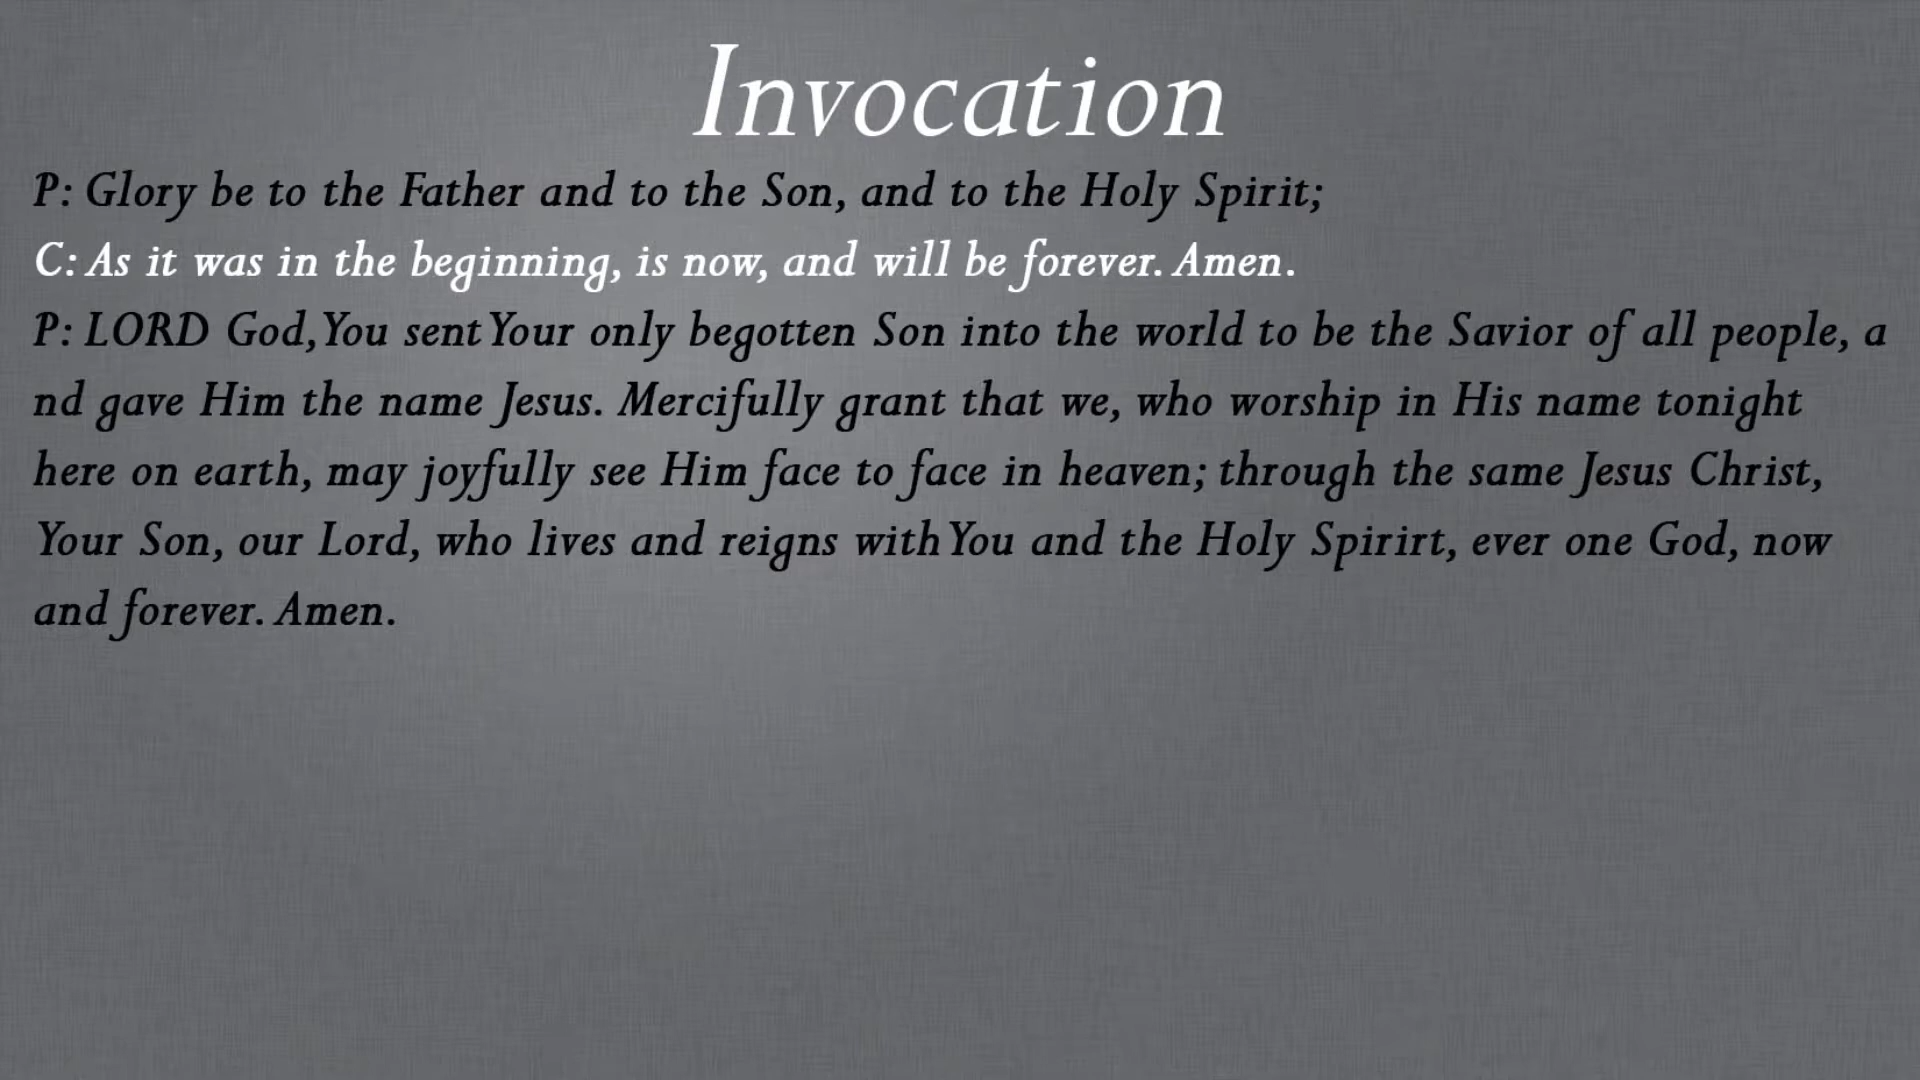 Invocation
P: Glory be to the Father and to the Son, and to the Holy Spirit;
C: As it was in the beginning, is now, and will be forever. Amen.
P: LORD God, You sent Your only begotten Son into the world to be the Savior of all people, a
nd gave Him the name Jesus. Mercifully grant that we, who worship in His name tonight
here on earth, may joyfully see Him face to face in heaven; through the same Jesus Christ,
Your Son, our Lord, who lives and reigns with You and the Holy Spirirt, ever one God, now
and forever. Amen.